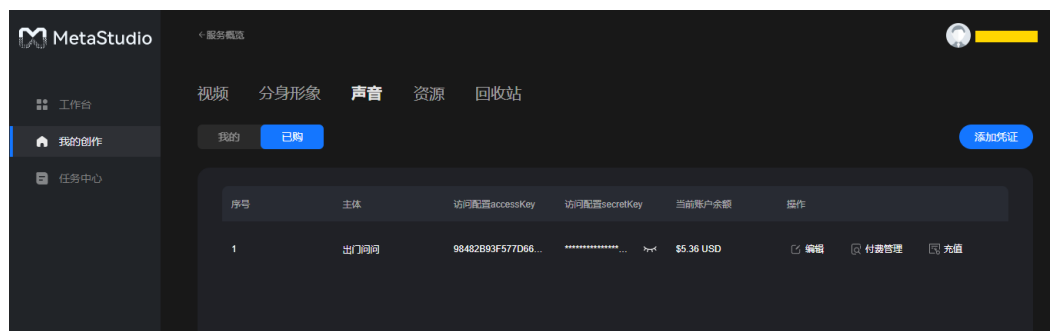 MetaStudio
服务概览
视频 分身形象 声音 资源 回收站
工作台
我的 已购 添加凭证
我的创作
任务中心
序号 主体 访问配置accessKey 访问配置secretKey 当前账户余额 操作
1 出门问问 98482B93F577D66... ***************... $5.36 USD 编辑 付费管理 充值